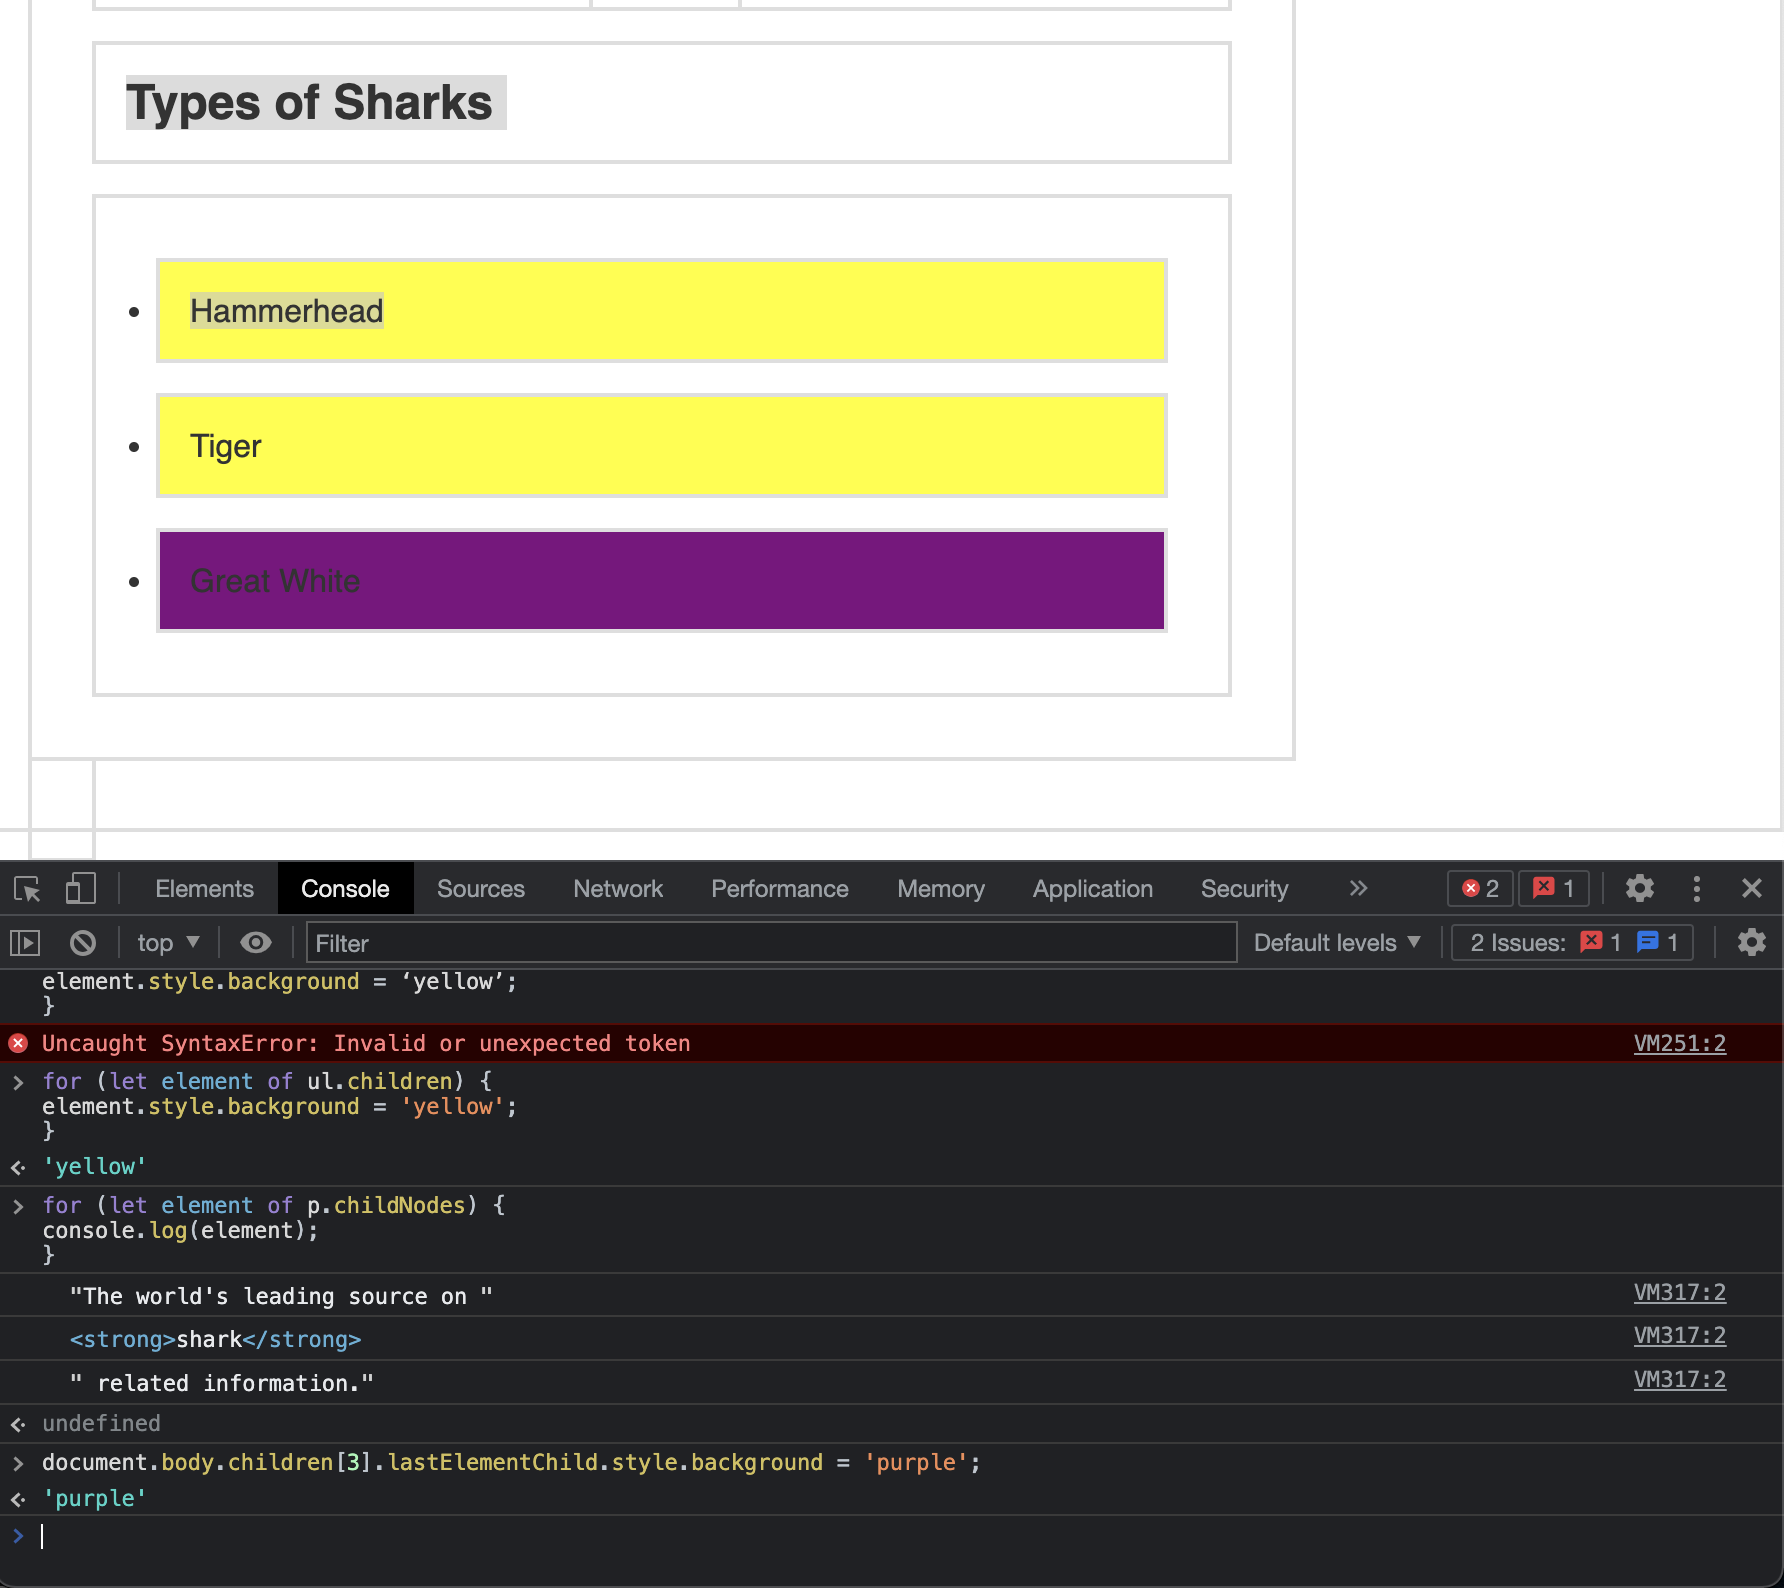 Types of Sharks
Hammerhead
Tiger
Great White
Elements Console Sources Network Performance Memory Application Security » 2 1
top Filter Default levels 2 Issues: 1 1
element.style.background = ‘yellow’;
}
Uncaught SyntaxError: Invalid or unexpected token VM251:2
> for (let element of ul.children) {
element.style.background = 'yellow';
}
'yellow'
> for (let element of p.childNodes) {
console.log(element);
}
"The world's leading source on " VM317:2
<strong>shark</strong> VM317:2
" related information." VM317:2
undefined
> document.body.children[3].lastElementChild.style.background = 'purple';
'purple'
>